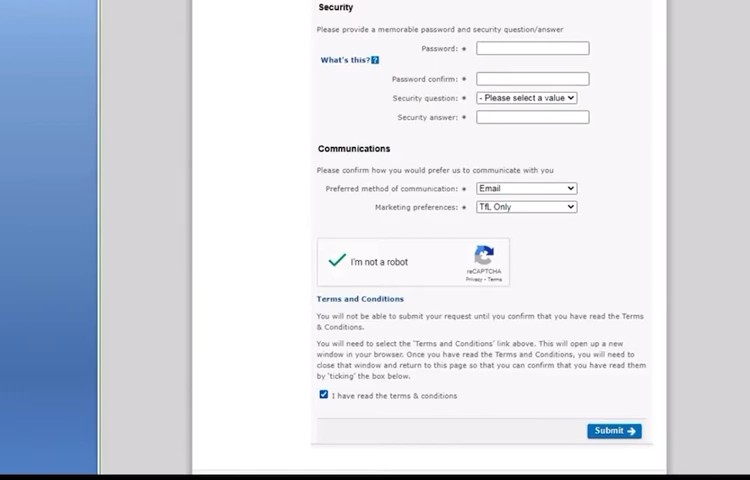 Security
Please provide a memorable password and security question/answer
Password: *
What's this? ?
Password confirm: *
Security question: * - Please select a value
Security answer: *
Communications
Please confirm how you would prefer us to communicate with you
Preferred method of communication: * Email
Marketing preferences: * TfL Only
I'm not a robot
reCAPTCHA
Privacy - Terms
Terms and Conditions
You will not be able to submit your request until you confirm that you have read the Terms
& Conditions.
You will need to select the 'Terms and Conditions' link above. This will open up a new
window in your browser. Once you have read the Terms and Conditions, you will need to
close that window and return to this page so that you can confirm that you have read them
by 'ticking' the box below.
I have read the terms & conditions
Submit